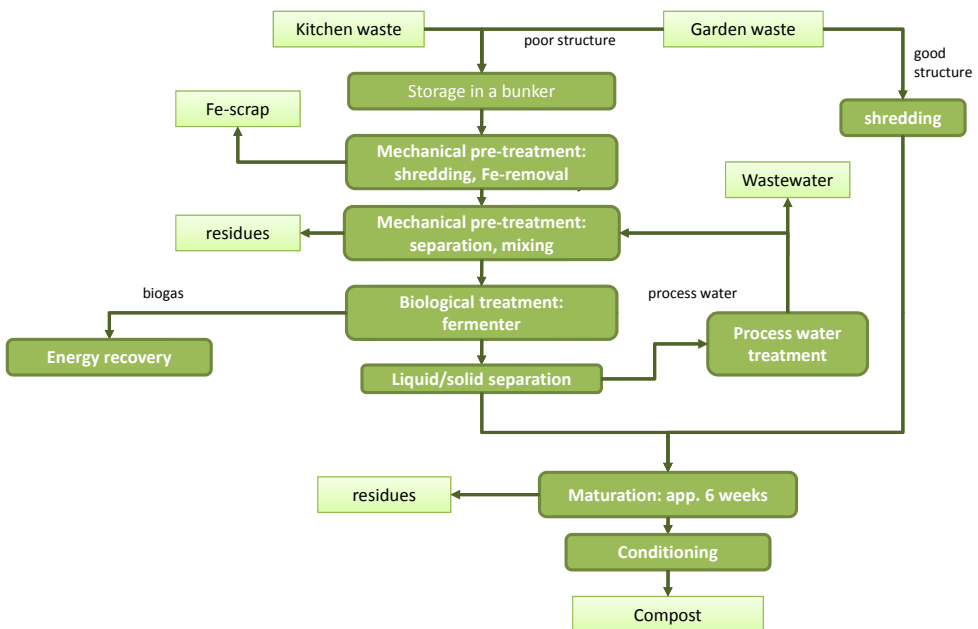 Kitchen waste
poor structure
Garden waste
good
structure
Storage in a bunker
Fe-scrap
shredding
Mechanical pre-treatment:
shredding, Fe-removal
Wastewater
residues
Mechanical pre-treatment:
separation, mixing
biogas
Biological treatment:
fermenter
process water
Energy recovery
Process water
treatment
Liquid/solid separation
residues
Maturation: app. 6 weeks
Conditioning
Compost